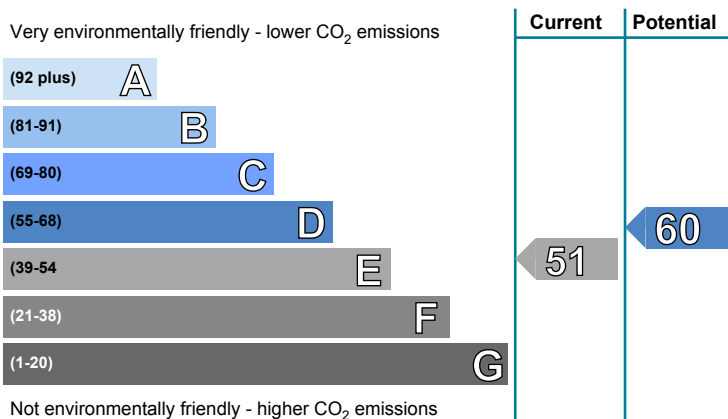 Very environmentally friendly - lower CO2 emissions
Current
Potential
(92 plus) A
(81-91) B
(69-80) C
(55-68) D
(39-54 E
(21-38) F
(1-20) G
51
60
Not environmentally friendly - higher CO2 emissions